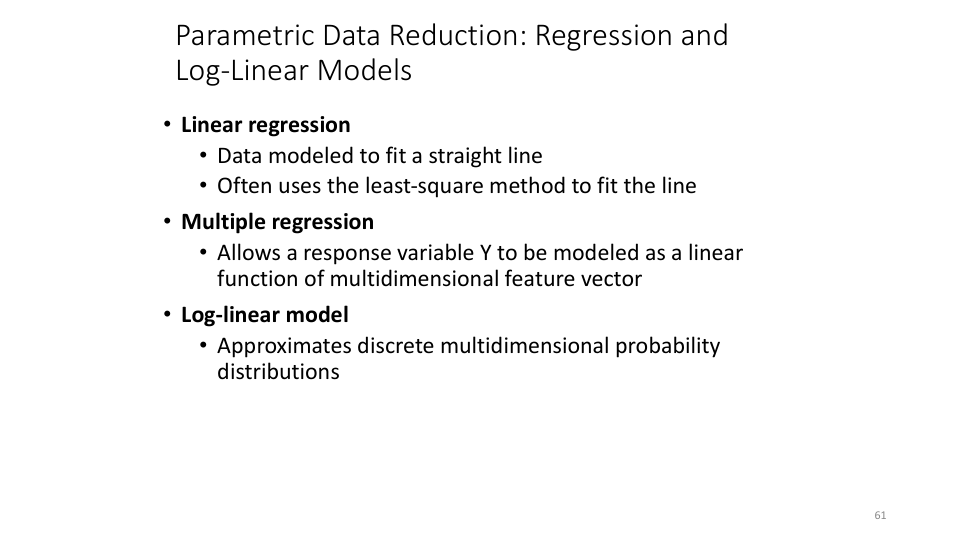 Parametric Data Reduction: Regression and
Log-Linear Models
• Linear regression
• Data modeled to fit a straight line
• Often uses the least-square method to fit the line
• Multiple regression
• Allows a response variable Y to be modeled as a linear
function of multidimensional feature vector
• Log-linear model
• Approximates discrete multidimensional probability
distributions
61